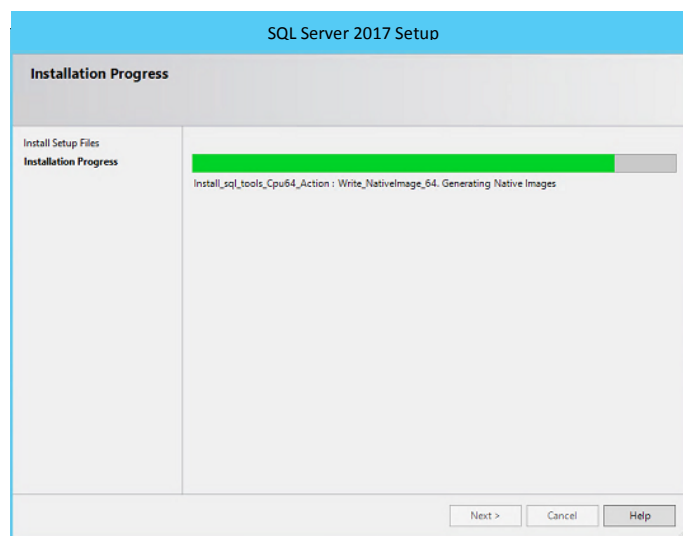 SQL Server 2017 Setup
Installation Progress
Install Setup Files
Installation Progress
Install_sql_tools_Cpu64_Action : Write_NativeImage_64. Generating Native Images
Next >
Cancel
Help